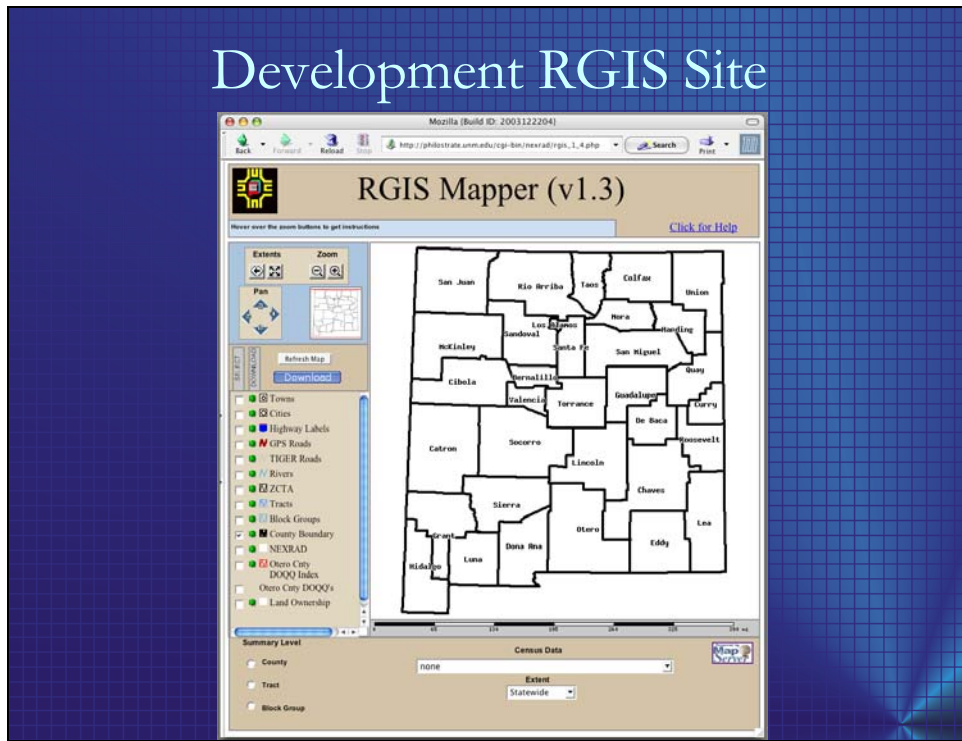 Development RGIS Site
Mozilla {Build ID: 2003122204}
Back Forward Reload Stop http://philostrate.unm.edu/cgi-bin/nexrad/rgis_1_4.php Search Print
RGIS Mapper (v1.3)
Hover over the zoom buttons to get instructions
Click for Help
Extents Zoom
Pan
SELECT
DOWNLOAD
Refresh Map
Download
Towns
Cities
Highway Labels
GPS Roads
TIGER Roads
Rivers
ZCTA
Tracts
Block Groups
County Boundary
NEXRAD
Otero Cnty
DOQQ Index
Otero Cnty DOQQ's
Land Ownership
San Juan
Rio Arriba
Taos
Colfax
Union
Mora
Harding
Los Alamos
Sandoval
McKinley
Santa Fe
San Miguel
Quay
Cibola
Bernalillo
Valencia
Torrance
Guadalupe
Curry
De Baca
Roosevelt
Catron
Socorro
Lincoln
Chaves
Sierra
Otero
Lea
Grant
Dona Ana
Eddy
Hidalgo
Luna
Summary Level
County
Tract
Block Group
Census Data
none
Extent
Statewide
Map
Server